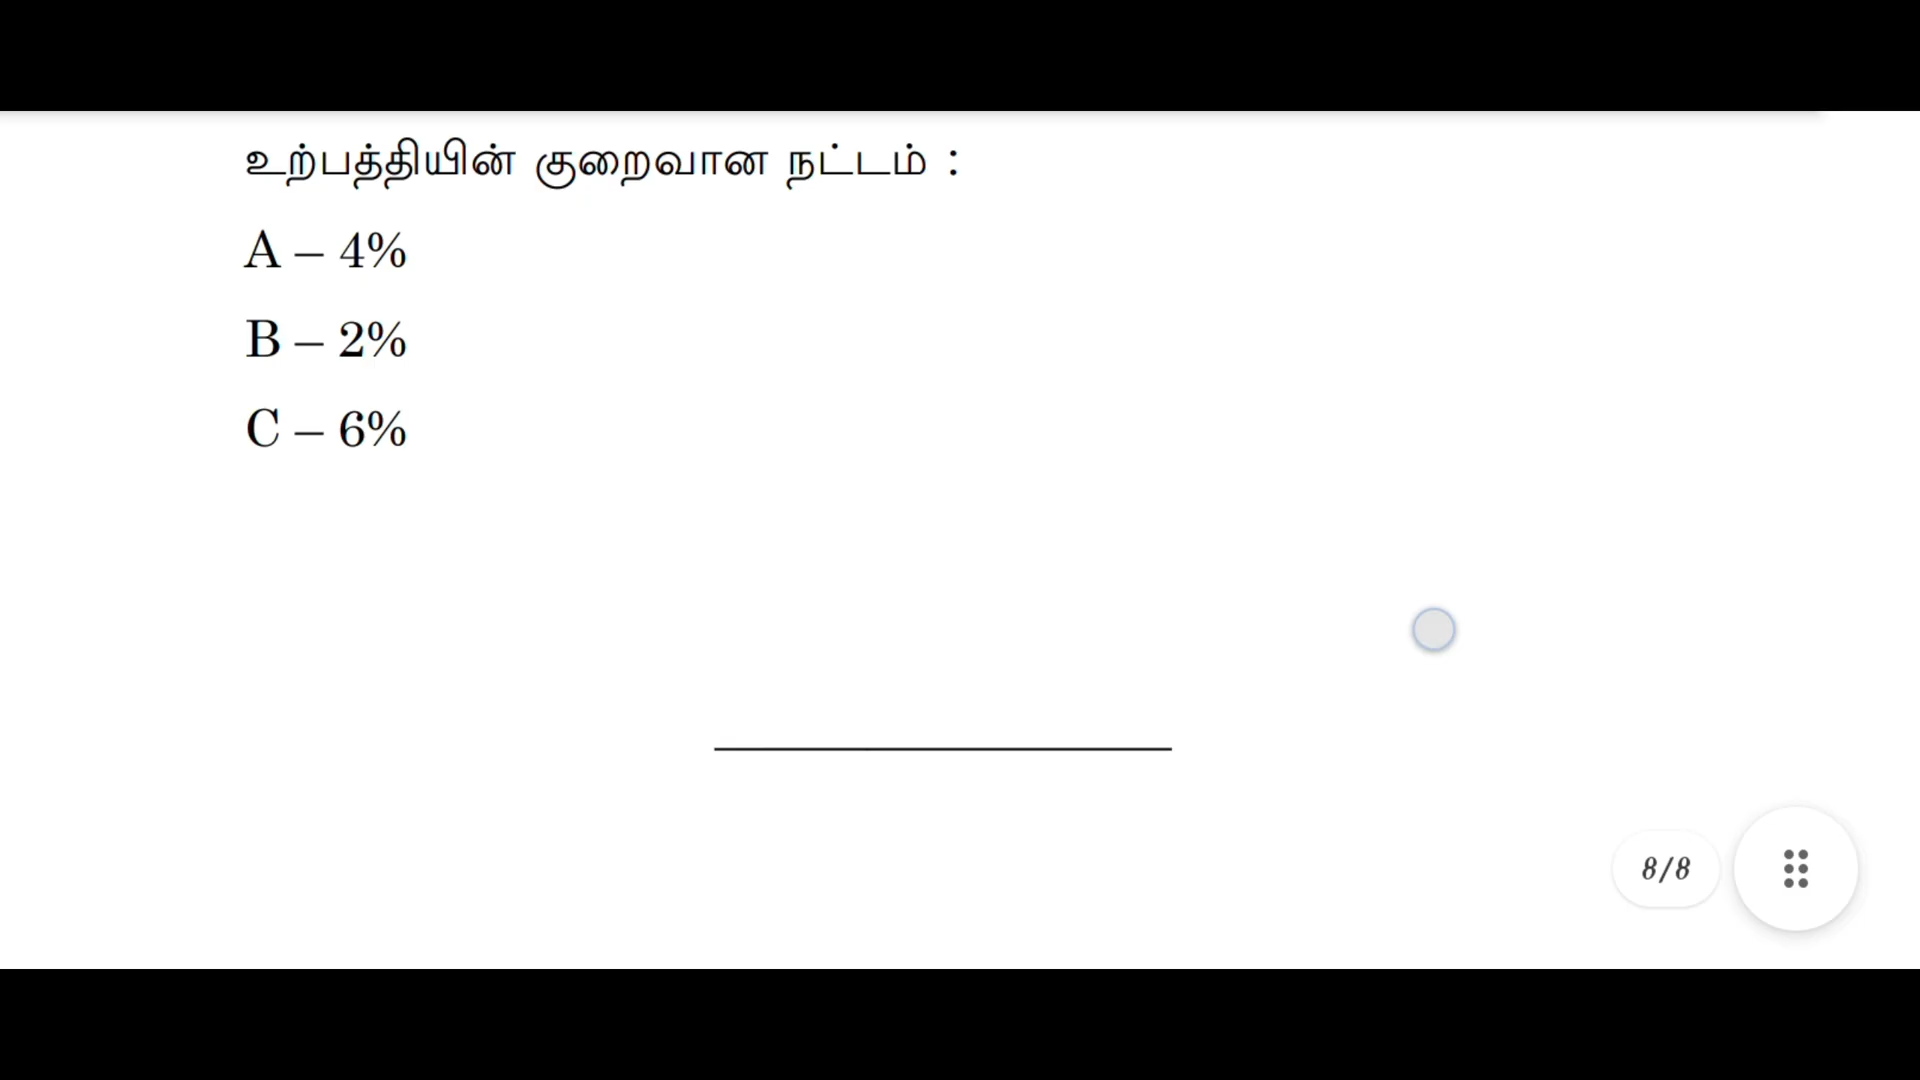 உற்பத்தியின் குறைவான நட்டம் :
A – 4%
B – 2%
C – 6%
8/8